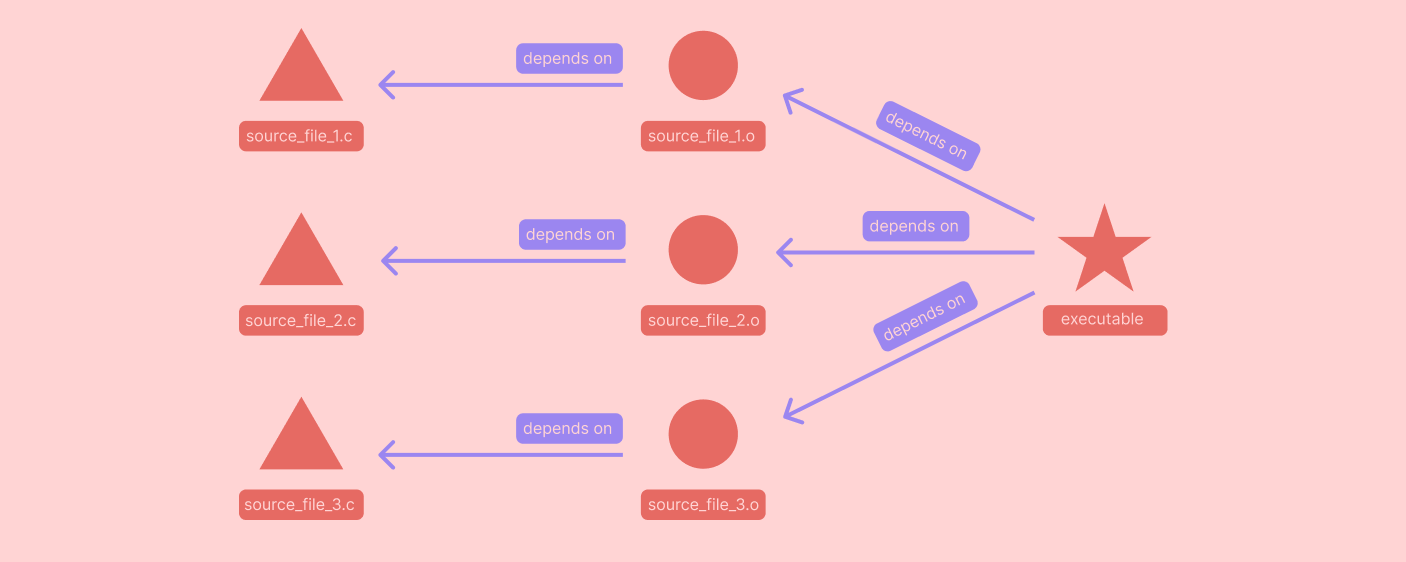 depends on
depends on
source_file_1.c
source_file_1.o
depends on
depends on
source_file_2.c
source_file_2.o
executable
depends on
depends on
source_file_3.c
source_file_3.o